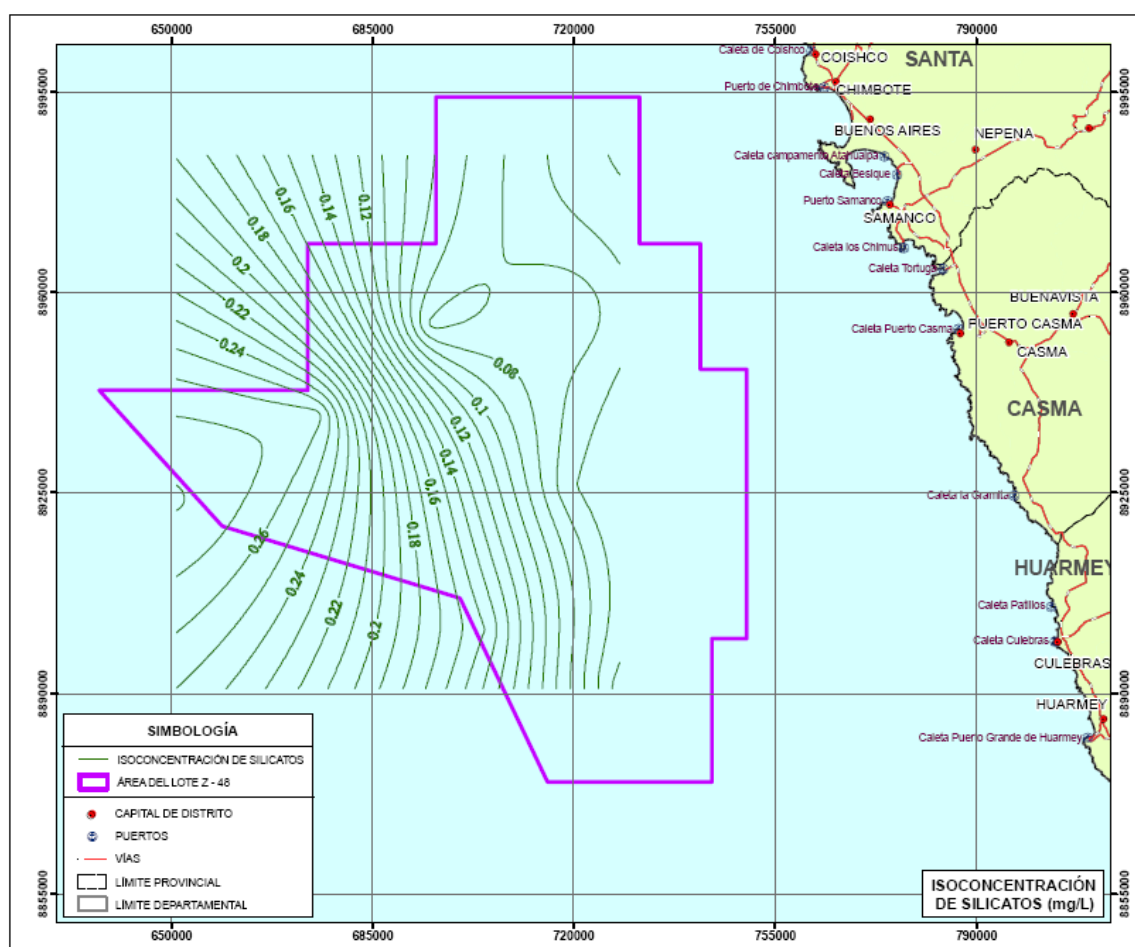 650000
685000
720000
755000
790000
8995000
8995000
Caleta de Coishco
SANTA
COISHCO
Puerto de Chimbote
CHIMBOTE
BUENOS AIRES
NEPENA
Caleta campamento Atahualpa
Caleta Besique
Puerto Samanco
SAMANCO
Caleta los Chimus
Caleta Tortuga
8960000
8960000
BUENAVISTA
Caleta Puerto Casma
PUERTO CASMA
CASMA
CASMA
8925000
8925000
Caleta la Gramita
HUARMEY
Caleta Patillos
Caleta Culebras
CULEBRAS
8890000
8890000
HUARMEY
Caleta Puerto Grande de Huarmey
0.16
0.14
0.12
0.18
0.2
0.22
0.24
0.08
0.1
0.12
0.14
0.16
0.18
0.26
0.24
0.22
0.2
SIMBOLOGÍA
ISOCONCENTRACIÓN DE SILICATOS
ÁREA DEL LOTE Z - 48
CAPITAL DE DISTRITO
PUERTOS
VÍAS
LÍMITE PROVINCIAL
LÍMITE DEPARTAMENTAL
ISOCONCENTRACIÓN
DE SILICATOS (mg/L)
8855000
8855000
650000
685000
720000
755000
790000